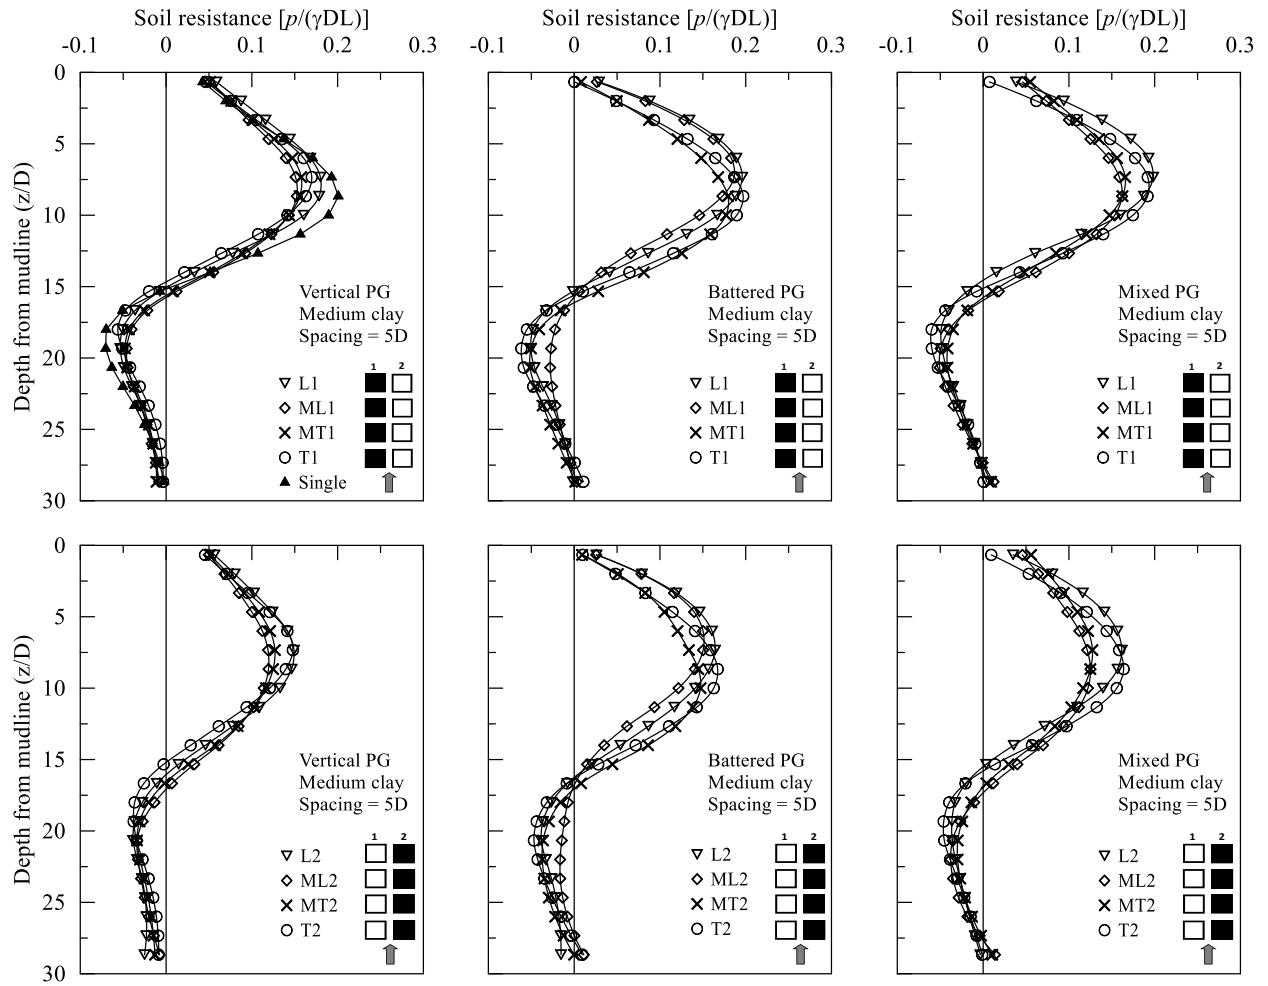 Soil resistance [p/(γDL)] Soil resistance [p/(γDL)] Soil resistance [p/(γDL)]
-0.1 0 0.1 0.2 0.3 -0.1 0 0.1 0.2 0.3 -0.1 0 0.1 0.2 0.3
Depth from mudline (z/D)
0
5
10
15
20
25
30
Vertical PG
Medium clay
Spacing = 5D
1 2
L1
ML1
MT1
T1
Single
Battered PG
Medium clay
Spacing = 5D
1 2
L1
ML1
MT1
T1
Mixed PG
Medium clay
Spacing = 5D
1 2
L1
ML1
MT1
T1
Depth from mudline (z/D)
0
5
10
15
20
25
30
Vertical PG
Medium clay
Spacing = 5D
1 2
L2
ML2
MT2
T2
Battered PG
Medium clay
Spacing = 5D
1 2
L2
ML2
MT2
T2
Mixed PG
Medium clay
Spacing = 5D
1 2
L2
ML2
MT2
T2